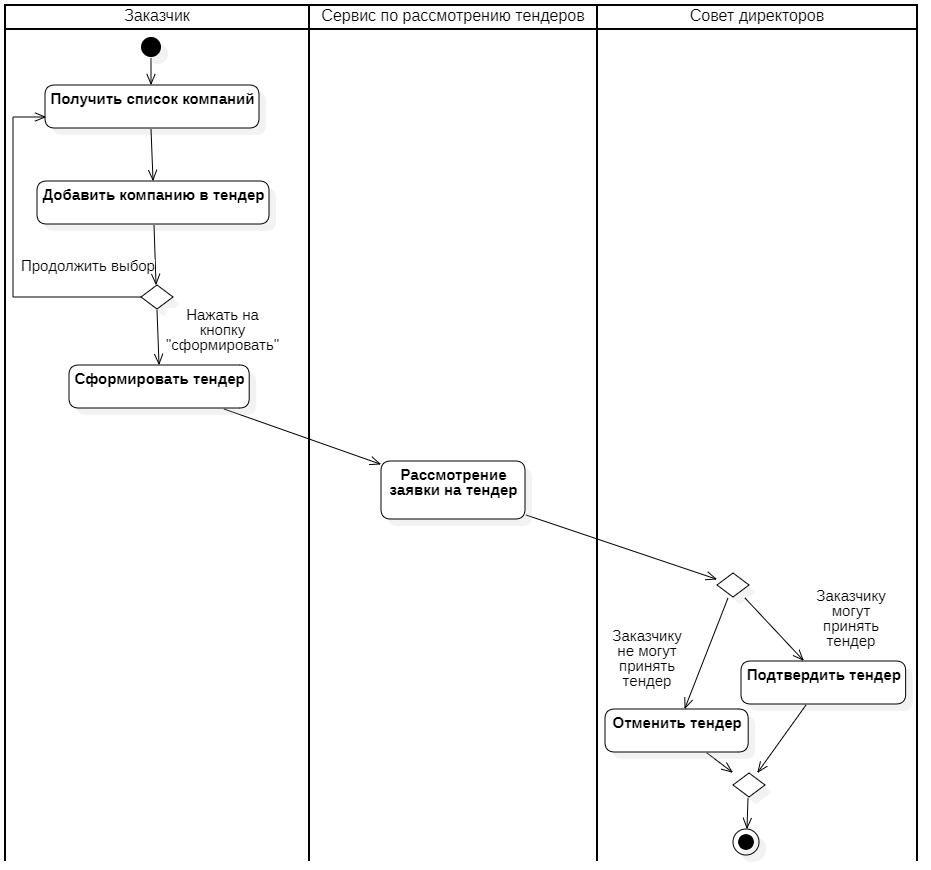 Заказчик
Сервис по рассмотрению тендеров
Совет директоров
Получить список компаний
Добавить компанию в тендер
Продолжить выбор
Нажать на
кнопку
"сформировать"
Сформировать тендер
Рассмотрение
заявки на тендер
Заказчику
могут
принять
тендер
Заказчику
не могут
принять
тендер
Подтвердить тендер
Отменить тендер